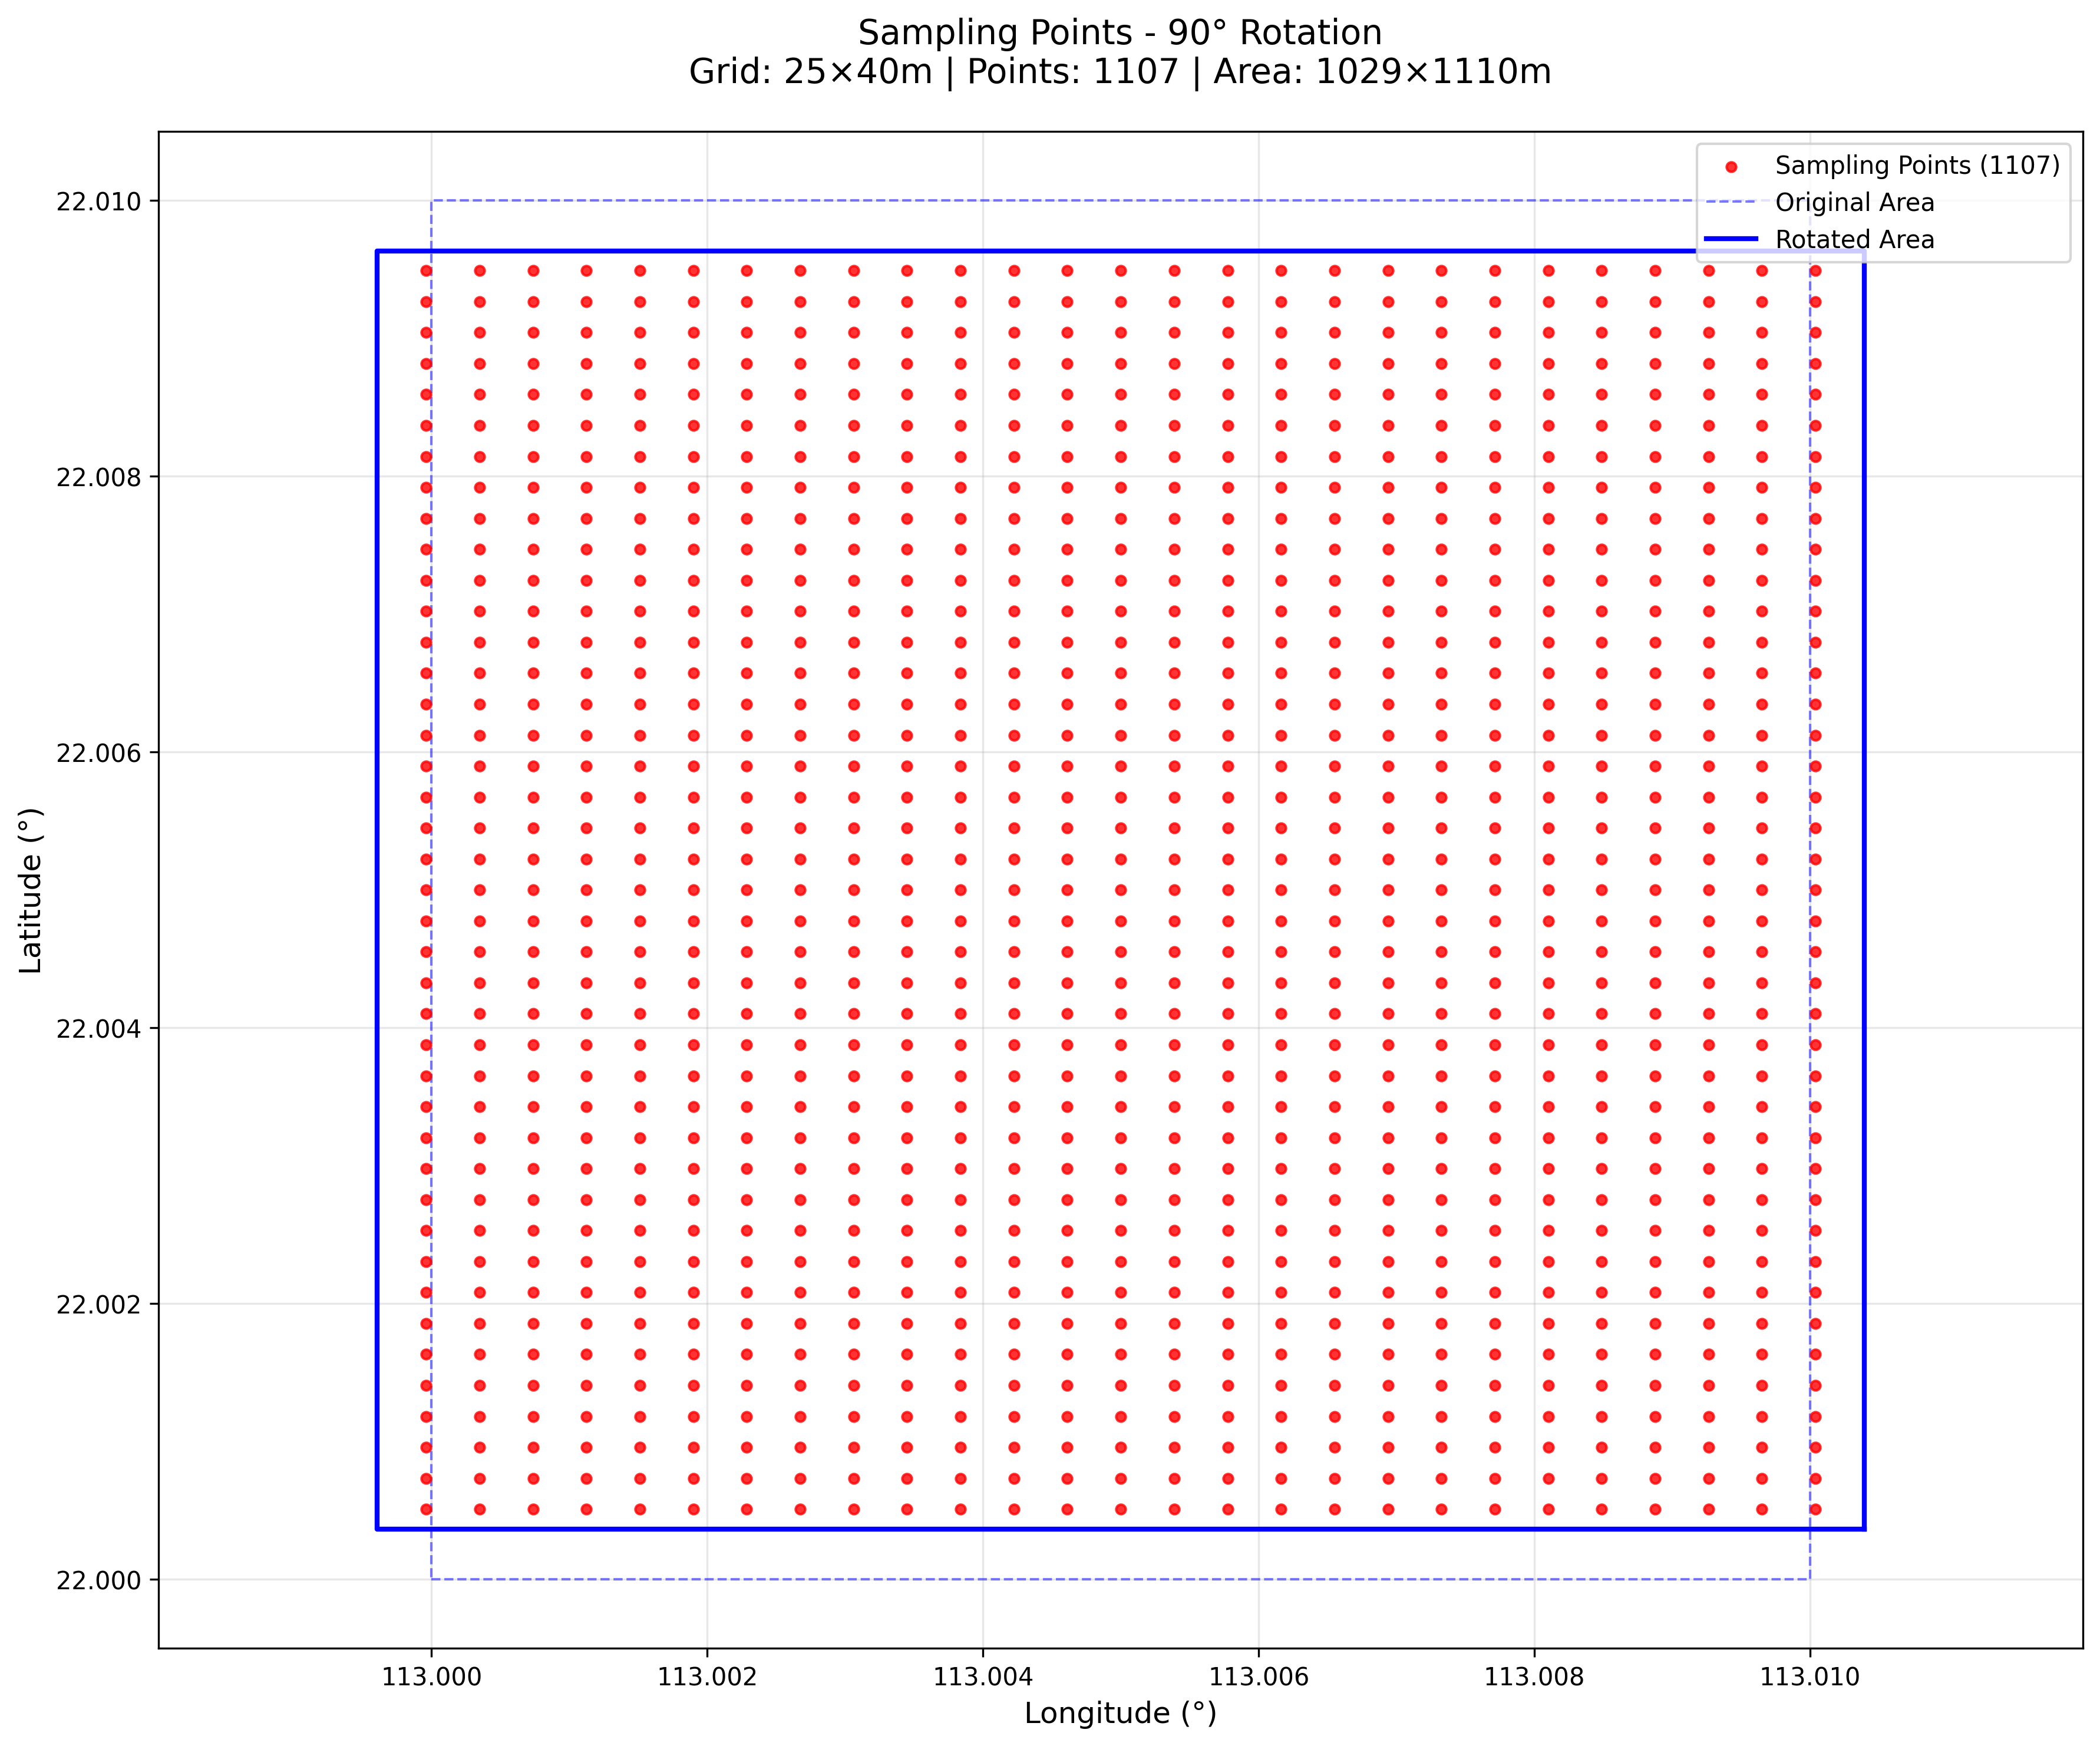 Sampling Points - 90° Rotation
Grid: 25×40m | Points: 1107 | Area: 1029×1110m
Sampling Points (1107)
Original Area
Rotated Area
22.010
22.008
22.006
22.004
22.002
22.000
Latitude (°)
113.000
113.002
113.004
113.006
113.008
113.010
Longitude (°)